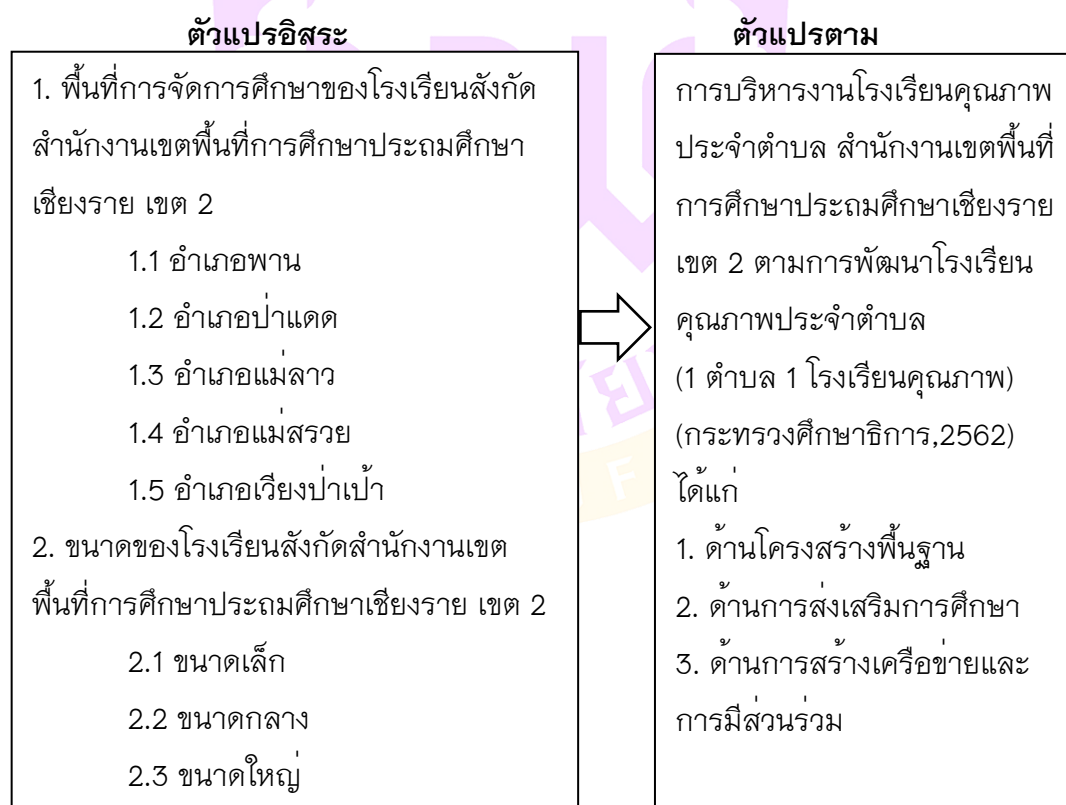 ตัวแปรอิสระ
1. พื้นที่การจัดการศึกษาของโรงเรียนสังกัด
สำนักงานเขตพื้นที่การศึกษาประถมศึกษา
เชียงราย เขต 2
1.1 อำเภอพาน
1.2 อำเภอป่าแดด
1.3 อำเภอแม่ลาว
1.4 อำเภอแม่สรวย
1.5 อำเภอเวียงป่าเป้า
2. ขนาดของโรงเรียนสังกัดสำนักงานเขต
พื้นที่การศึกษาประถมศึกษาเชียงราย เขต 2
2.1 ขนาดเล็ก
2.2 ขนาดกลาง
2.3 ขนาดใหญ่
ตัวแปรตาม
การบริหารงานโรงเรียนคุณภาพ
ประจำตำบล สำนักงานเขตพื้นที่
การศึกษาประถมศึกษาเชียงราย
เขต 2 ตามการพัฒนาโรงเรียน
คุณภาพประจำตำบล
(1 ตำบล 1 โรงเรียนคุณภาพ)
(กระทรวงศึกษาธิการ,2562)
ได้แก่
1. ด้านโครงสร้างพื้นฐาน
2. ด้านการส่งเสริมการศึกษา
3. ด้านการสร้างเครือข่ายและ
การมีส่วนร่วม